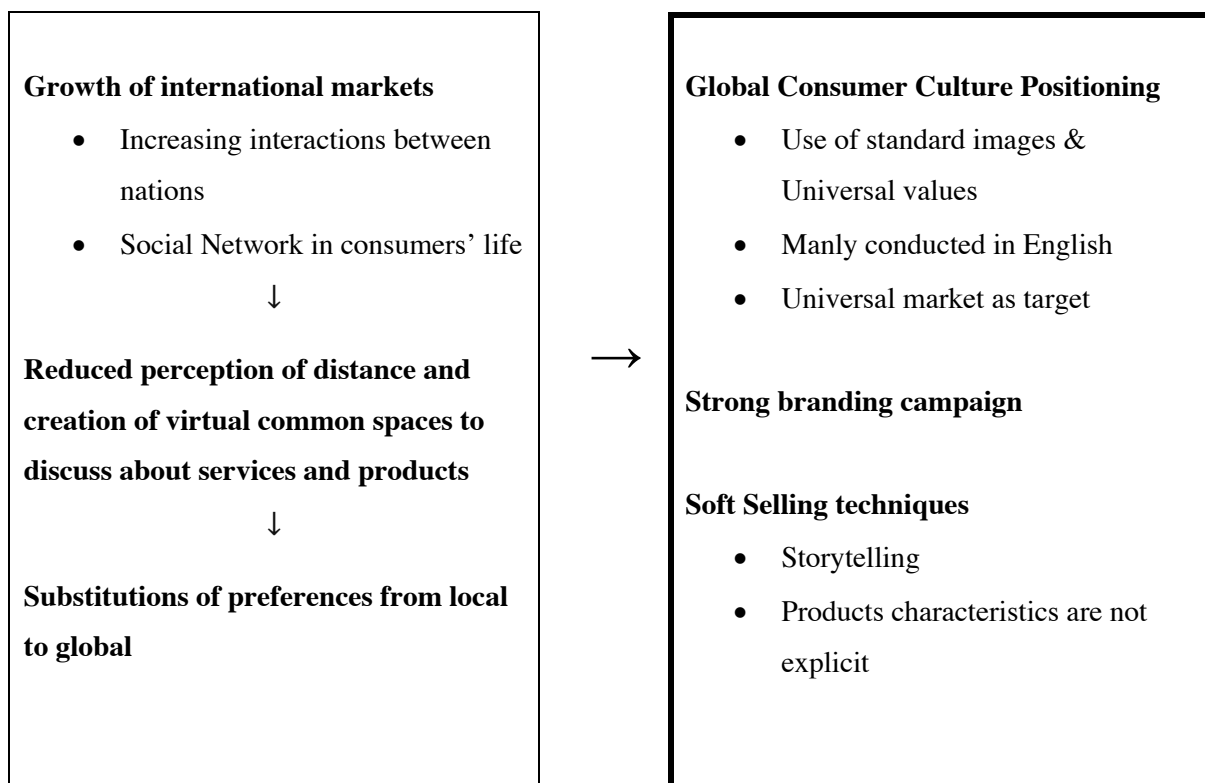 Growth of international markets
• Increasing interactions between
nations
• Social Network in consumers’ life
↓
Reduced perception of distance and
creation of virtual common spaces to
discuss about services and products
↓
Substitutions of preferences from local
to global
→
Global Consumer Culture Positioning
• Use of standard images &
Universal values
• Manly conducted in English
• Universal market as target
Strong branding campaign
Soft Selling techniques
• Storytelling
• Products characteristics are not
explicit